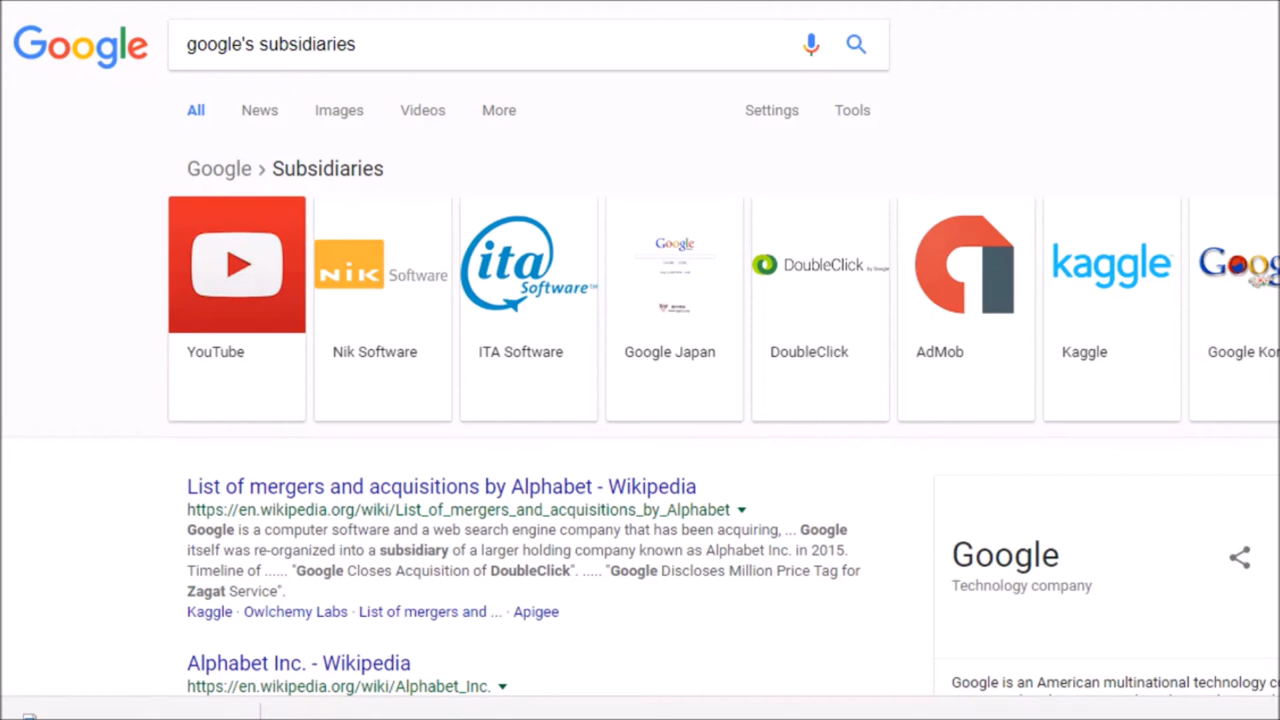 Google
google's subsidiaries
All News Images Videos More Settings Tools
Google > Subsidiaries
NiK Software
ita Software
Google
DoubleClick by Google
kaggle
YouTube
Nik Software
ITA Software
Google Japan
DoubleClick
AdMob
Kaggle
Google Kor
List of mergers and acquisitions by Alphabet - Wikipedia
https://en.wikipedia.org/wiki/List_of_mergers_and_acquisitions_by_Alphabet
Google is a computer software and a web search engine company that has been acquiring, ... Google
itself was re-organized into a subsidiary of a larger holding company known as Alphabet Inc. in 2015.
Timeline of ...... "Google Closes Acquisition of DoubleClick". ..... "Google Discloses Million Price Tag for
Zagat Service".
Kaggle · Owlchemy Labs · List of mergers and ... · Apigee
Alphabet Inc. - Wikipedia
https://en.wikipedia.org/wiki/Alphabet_Inc.
Google
Technology company
Google is an American multinational technology c